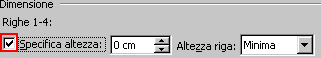 Dimensione
Righe 1-4:
Specifica altezza: 0 cm Altezza riga: Minima